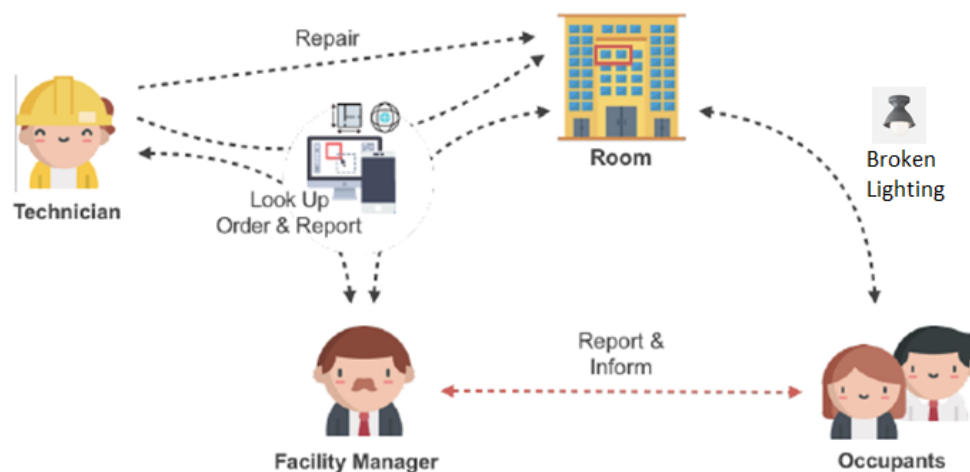 Repair
Room
Broken
Lighting
Technician
Look Up
Order & Report
Report &
Inform
Facility Manager
Occupants